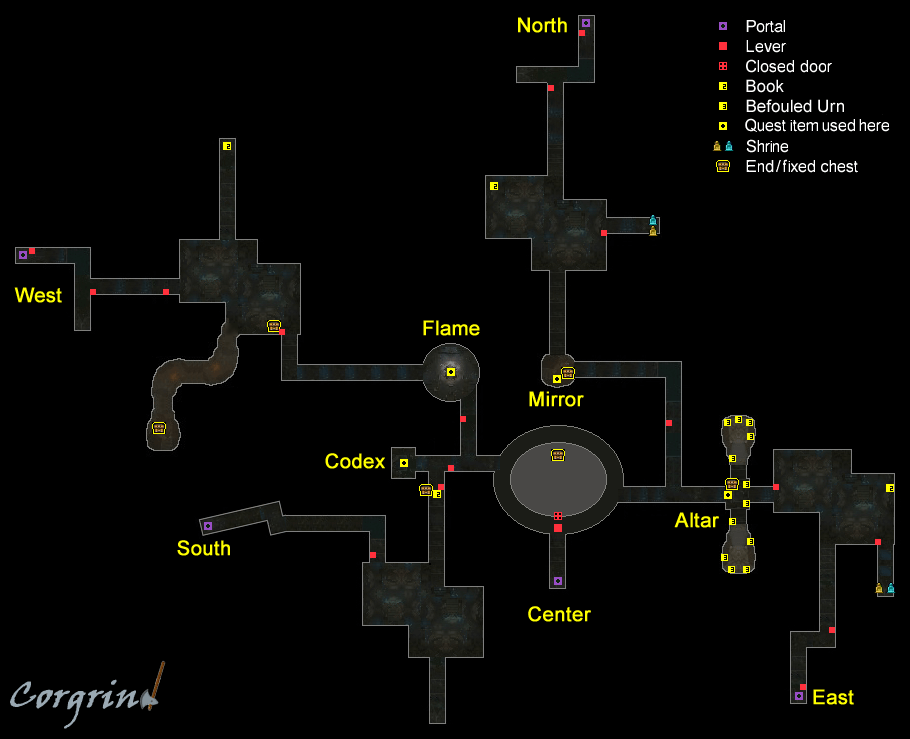 North
Portal
Lever
Closed door
Book
Befouled Urn
Quest item used here
Shrine
End/fixed chest
West
Flame
Mirror
Codex
Altar
South
Center
East
Corgrin